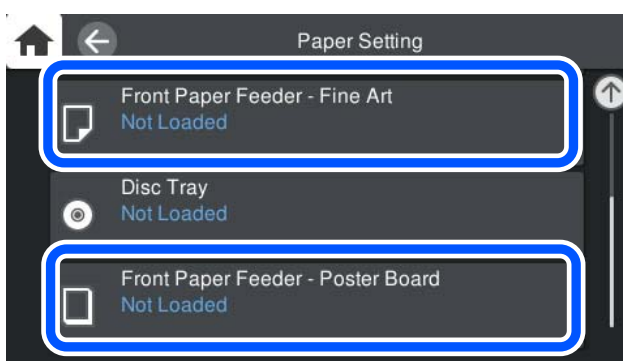 Paper Setting
Front Paper Feeder - Fine Art
Not Loaded
Disc Tray
Not Loaded
Front Paper Feeder - Poster Board
Not Loaded